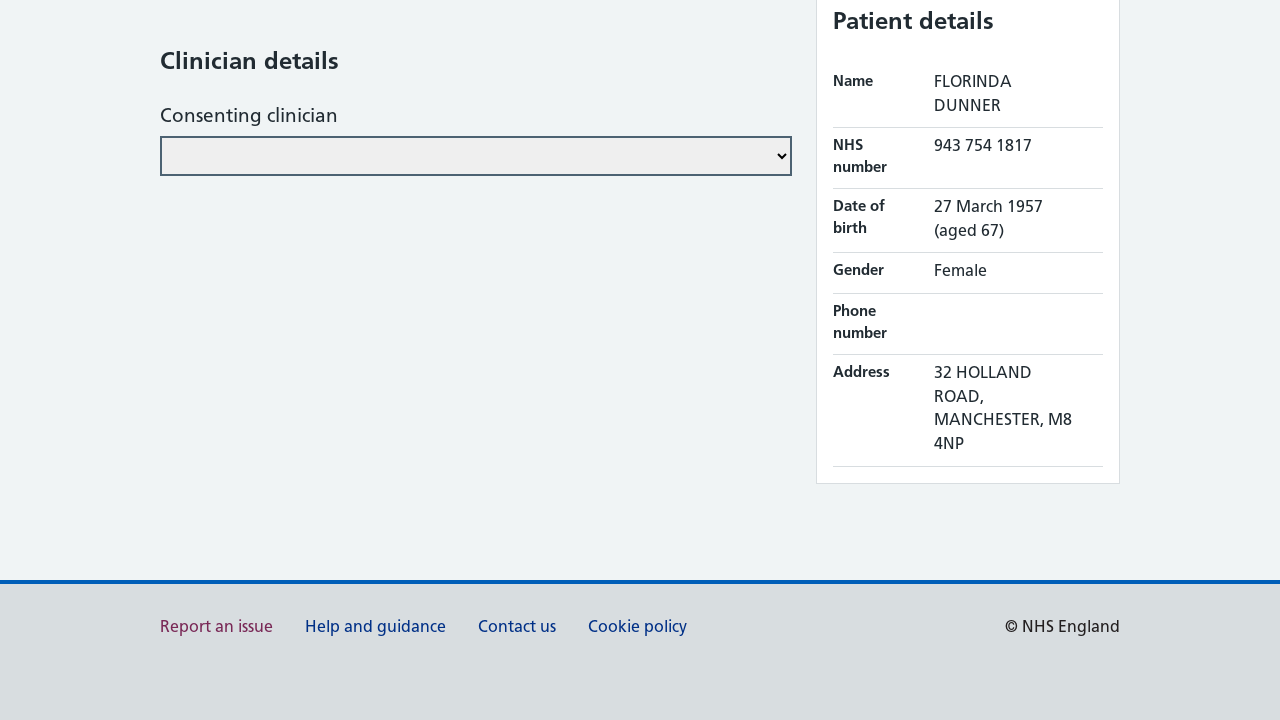 Clinician details
Consenting clinician
Patient details
Name
FLORINDA
DUNNER
NHS
number
943 754 1817
Date of
birth
27 March 1957
(aged 67)
Gender
Female
Phone
number
Address
32 HOLLAND
ROAD,
MANCHESTER, M8
4NP
Report an issue
Help and guidance
Contact us
Cookie policy
© NHS England